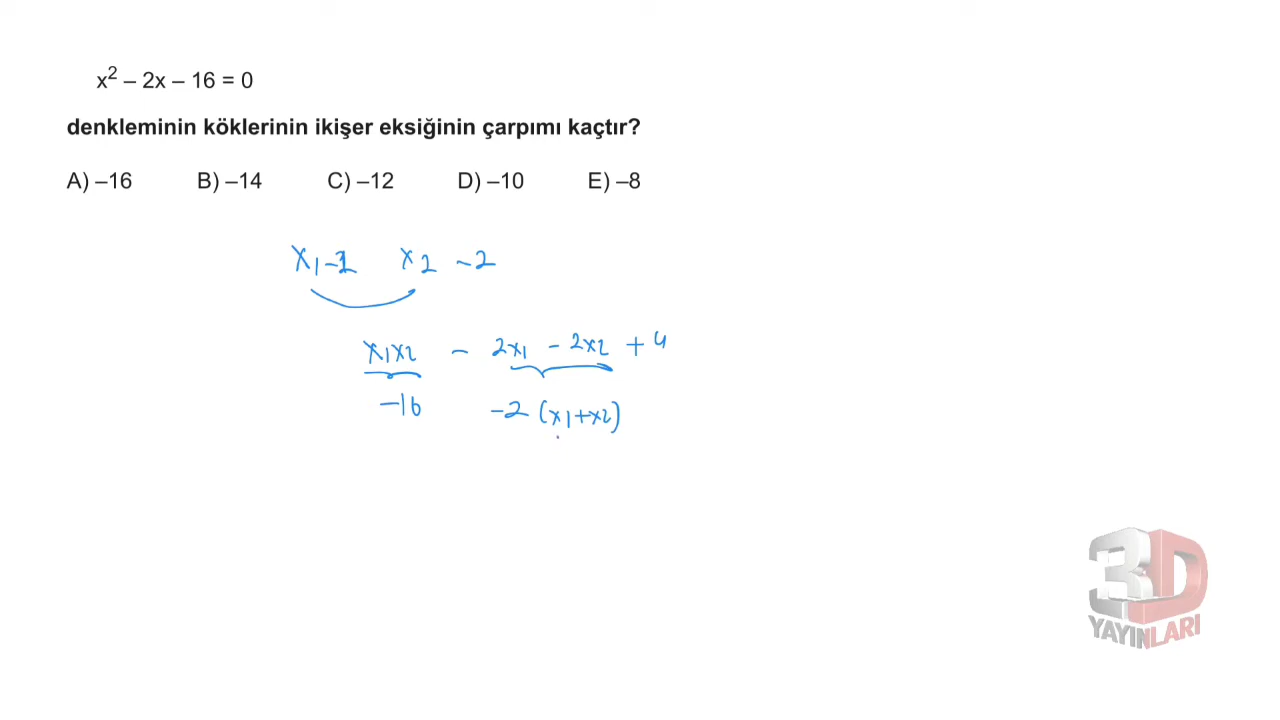 x² – 2x – 16 = 0
denkleminin köklerinin ikişer eksiğinin çarpımı kaçtır?
A) –16 B) –14 C) –12 D) –10 E) –8
x₁ – 2 x₂ – 2
x₁x₂ – 2x₁ – 2x₂ + 4
–16 –2 (x₁+x₂)
3D
YAYINLARI